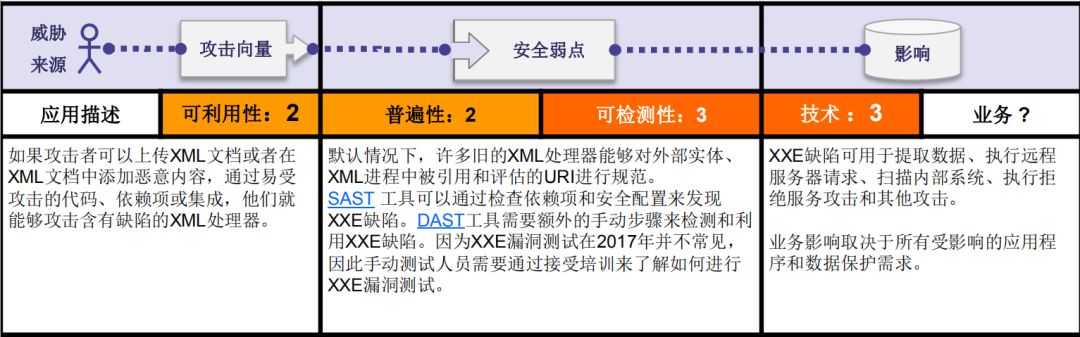 威胁
来源
攻击向量
安全弱点
影响
应用描述
可利用性：2
普遍性：2
可检测性：3
技术 ：3
业务 ?
如果攻击者可以上传XML文档或者在
XML文档中添加恶意内容，通过易受
攻击的代码、依赖项或集成，他们就
能够攻击含有缺陷的XML处理器。
默认情况下，许多旧的XML处理器能够对外部实体、
XML进程中被引用和评估的URI进行规范。
SAST 工具可以通过检查依赖项和安全配置来发现
XXE缺陷。DAST工具需要额外的手动步骤来检测和利
用XXE缺陷。因为XXE漏洞测试在2017年并不常见，
因此手动测试人员需要通过接受培训来了解如何进行
XXE漏洞测试。
XXE缺陷可用于提取数据、执行远程
服务器请求、扫描内部系统、执行拒
绝服务攻击和其他攻击。
业务影响取决于所有受影响的应用程
序和数据保护需求。